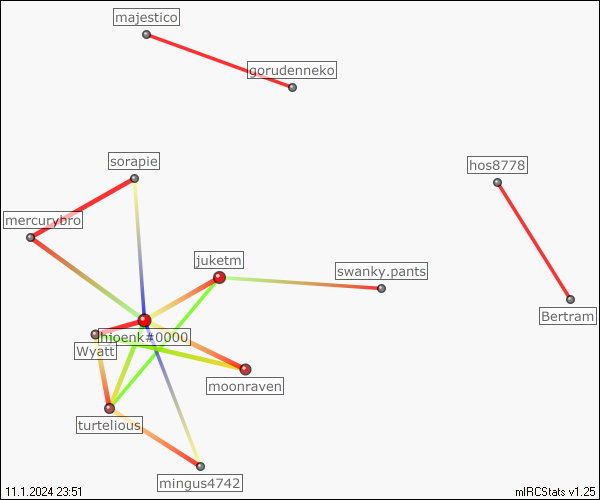 majestico
gorudenneko
sorapie
hos8778
mercurybro
juketm
swanky.pants
Bertram
hioenk#0000
Wyatt
moonraven
turtelious
mingus4742
11.1.2024 23:51
mIRCStats v1.25